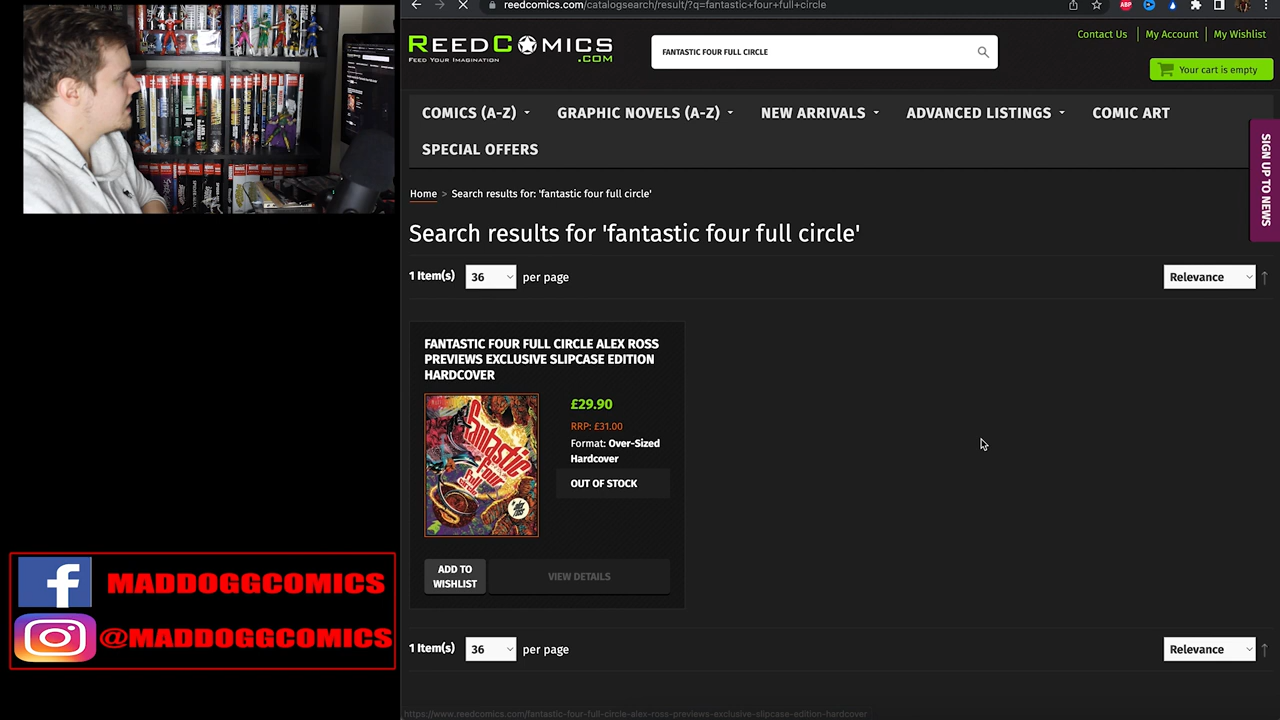 reedcomics.com/catalogsearch/result/?q=fantastic+four+full+circle
ABP
REEDCOMICS
.COM
FEED YOUR IMAGINATION
FANTASTIC FOUR FULL CIRCLE
Contact Us
My Account
My Wishlist
Your cart is empty
COMICS (A-Z)
GRAPHIC NOVELS (A-Z)
NEW ARRIVALS
ADVANCED LISTINGS
COMIC ART
SPECIAL OFFERS
SIGN UP TO NEWS
Home > Search results for: 'fantastic four full circle'
Search results for 'fantastic four full circle'
1 Item(s)
36
per page
Relevance
FANTASTIC FOUR FULL CIRCLE ALEX ROSS
PREVIEWS EXCLUSIVE SLIPCASE EDITION
HARDCOVER
Fantastic
Four
Full
Circle
£29.90
RRP: £31.00
Format: Over-Sized
Hardcover
OUT OF STOCK
ADD TO
WISHLIST
VIEW DETAILS
1 Item(s)
36
per page
Relevance
https://www.reedcomics.com/fantastic-four-full-circle-alex-ross-previews-exclusive-slipcase-edition-hardcover
f
MADDOGGCOMICS
@MADDOGGCOMICS